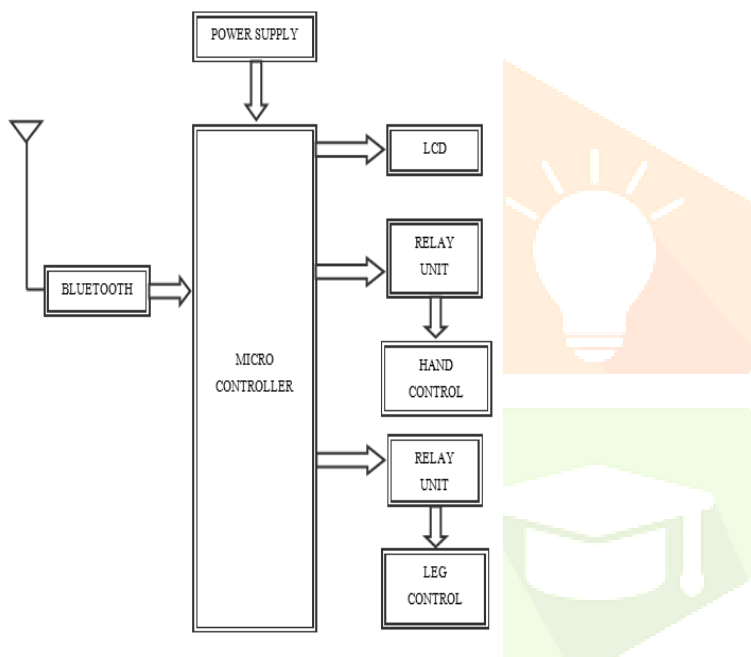 POWER SUPPLY
LCD
RELAY
UNIT
BLUETOOTH
MICRO
CONTROLLER
HAND
CONTROL
RELAY
UNIT
LEG
CONTROL